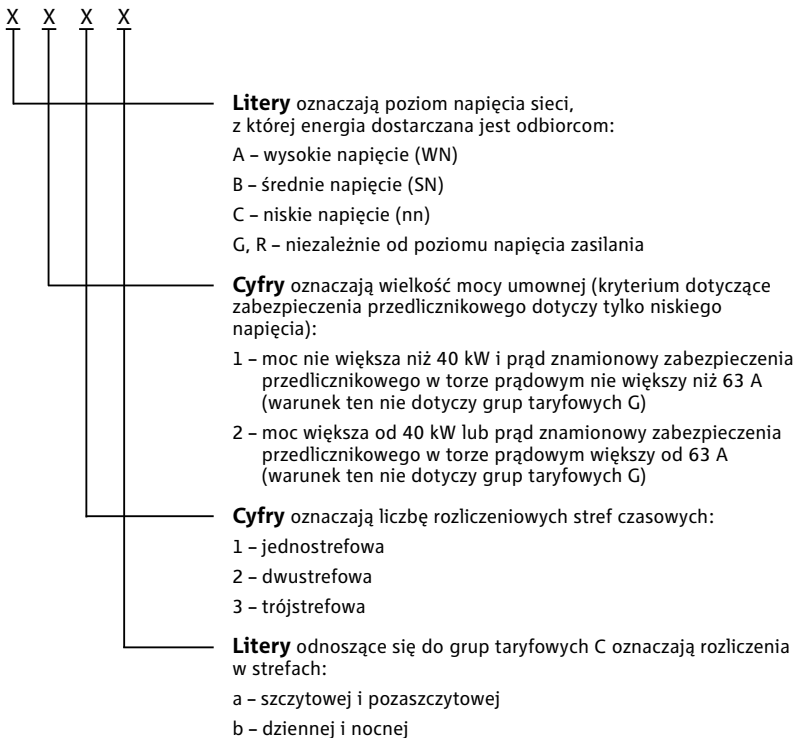 X X X X
Litery oznaczają poziom napięcia sieci,
z której energia dostarczana jest odbiorcom:
A – wysokie napięcie (WN)
B – średnie napięcie (SN)
C – niskie napięcie (nn)
G, R – niezależnie od poziomu napięcia zasilania
Cyfry oznaczają wielkość mocy umownej (kryterium dotyczące
zabezpieczenia przedlicznikowego dotyczy tylko niskiego
napięcia):
1 – moc nie większa niż 40 kW i prąd znamionowy zabezpieczenia
przedlicznikowego w torze prądowym nie większy niż 63 A
(warunek ten nie dotyczy grup taryfowych G)
2 – moc większa od 40 kW lub prąd znamionowy zabezpieczenia
przedlicznikowego w torze prądowym większy od 63 A
(warunek ten nie dotyczy grup taryfowych G)
Cyfry oznaczają liczbę rozliczeniowych stref czasowych:
1 – jednostrefowa
2 – dwustrefowa
3 – trójstrefowa
Litery odnoszące się do grup taryfowych C oznaczają rozliczenia
w strefach:
a – szczytowej i pozaszczytowej
b – dziennej i nocnej